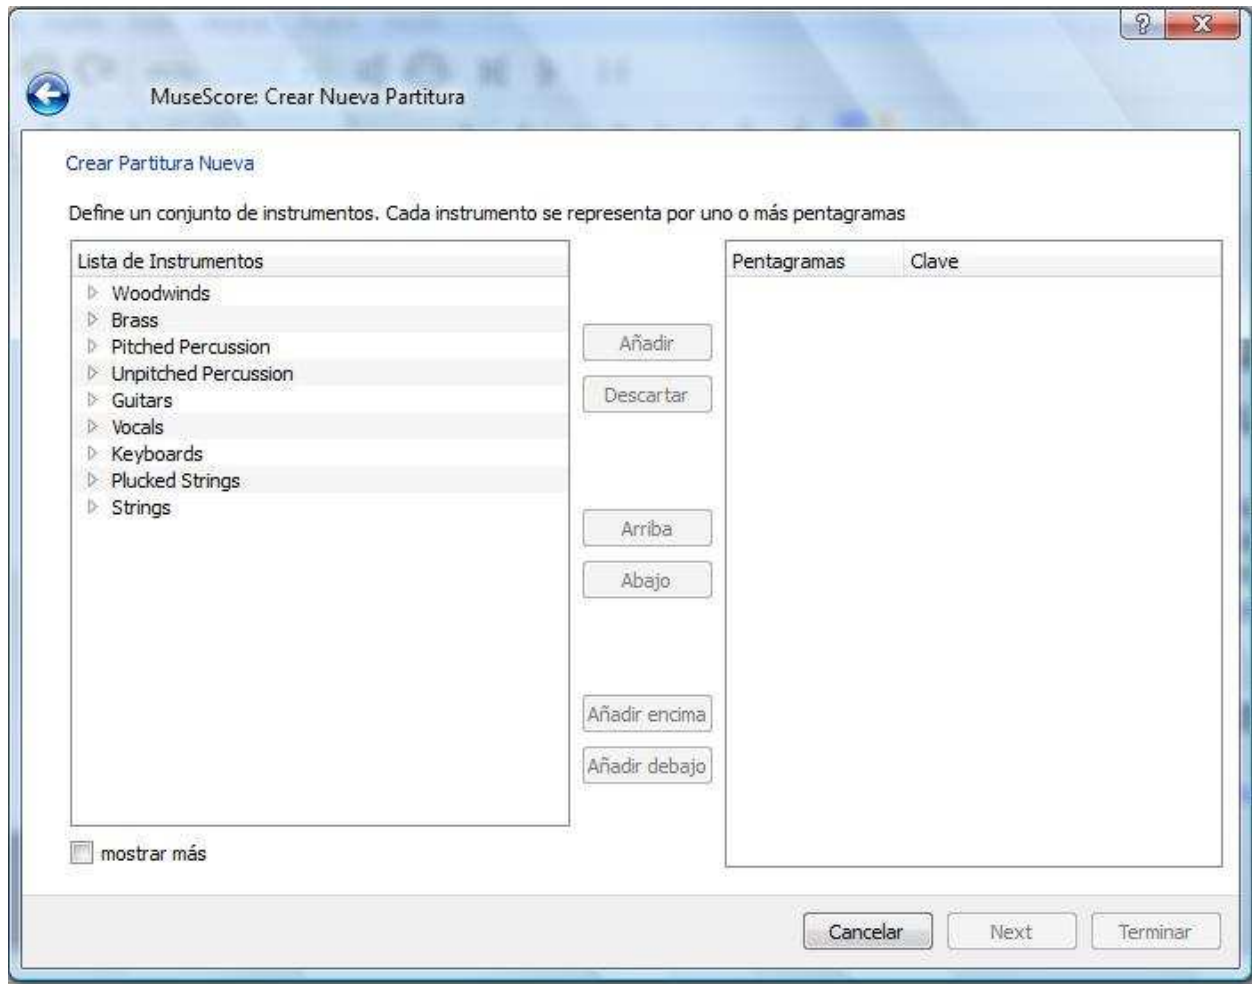 MuseScore: Crear Nueva Partitura
Crear Partitura Nueva
Define un conjunto de instrumentos. Cada instrumento se representa por uno o más pentagramas
Lista de Instrumentos
Woodwinds
Brass
Pitched Percussion
Unpitched Percussion
Guitars
Vocals
Keyboards
Plucked Strings
Strings
mostrar más
Añadir
Descartar
Arriba
Abajo
Añadir encima
Añadir debajo
Pentagramas Clave
Cancelar Next Terminar